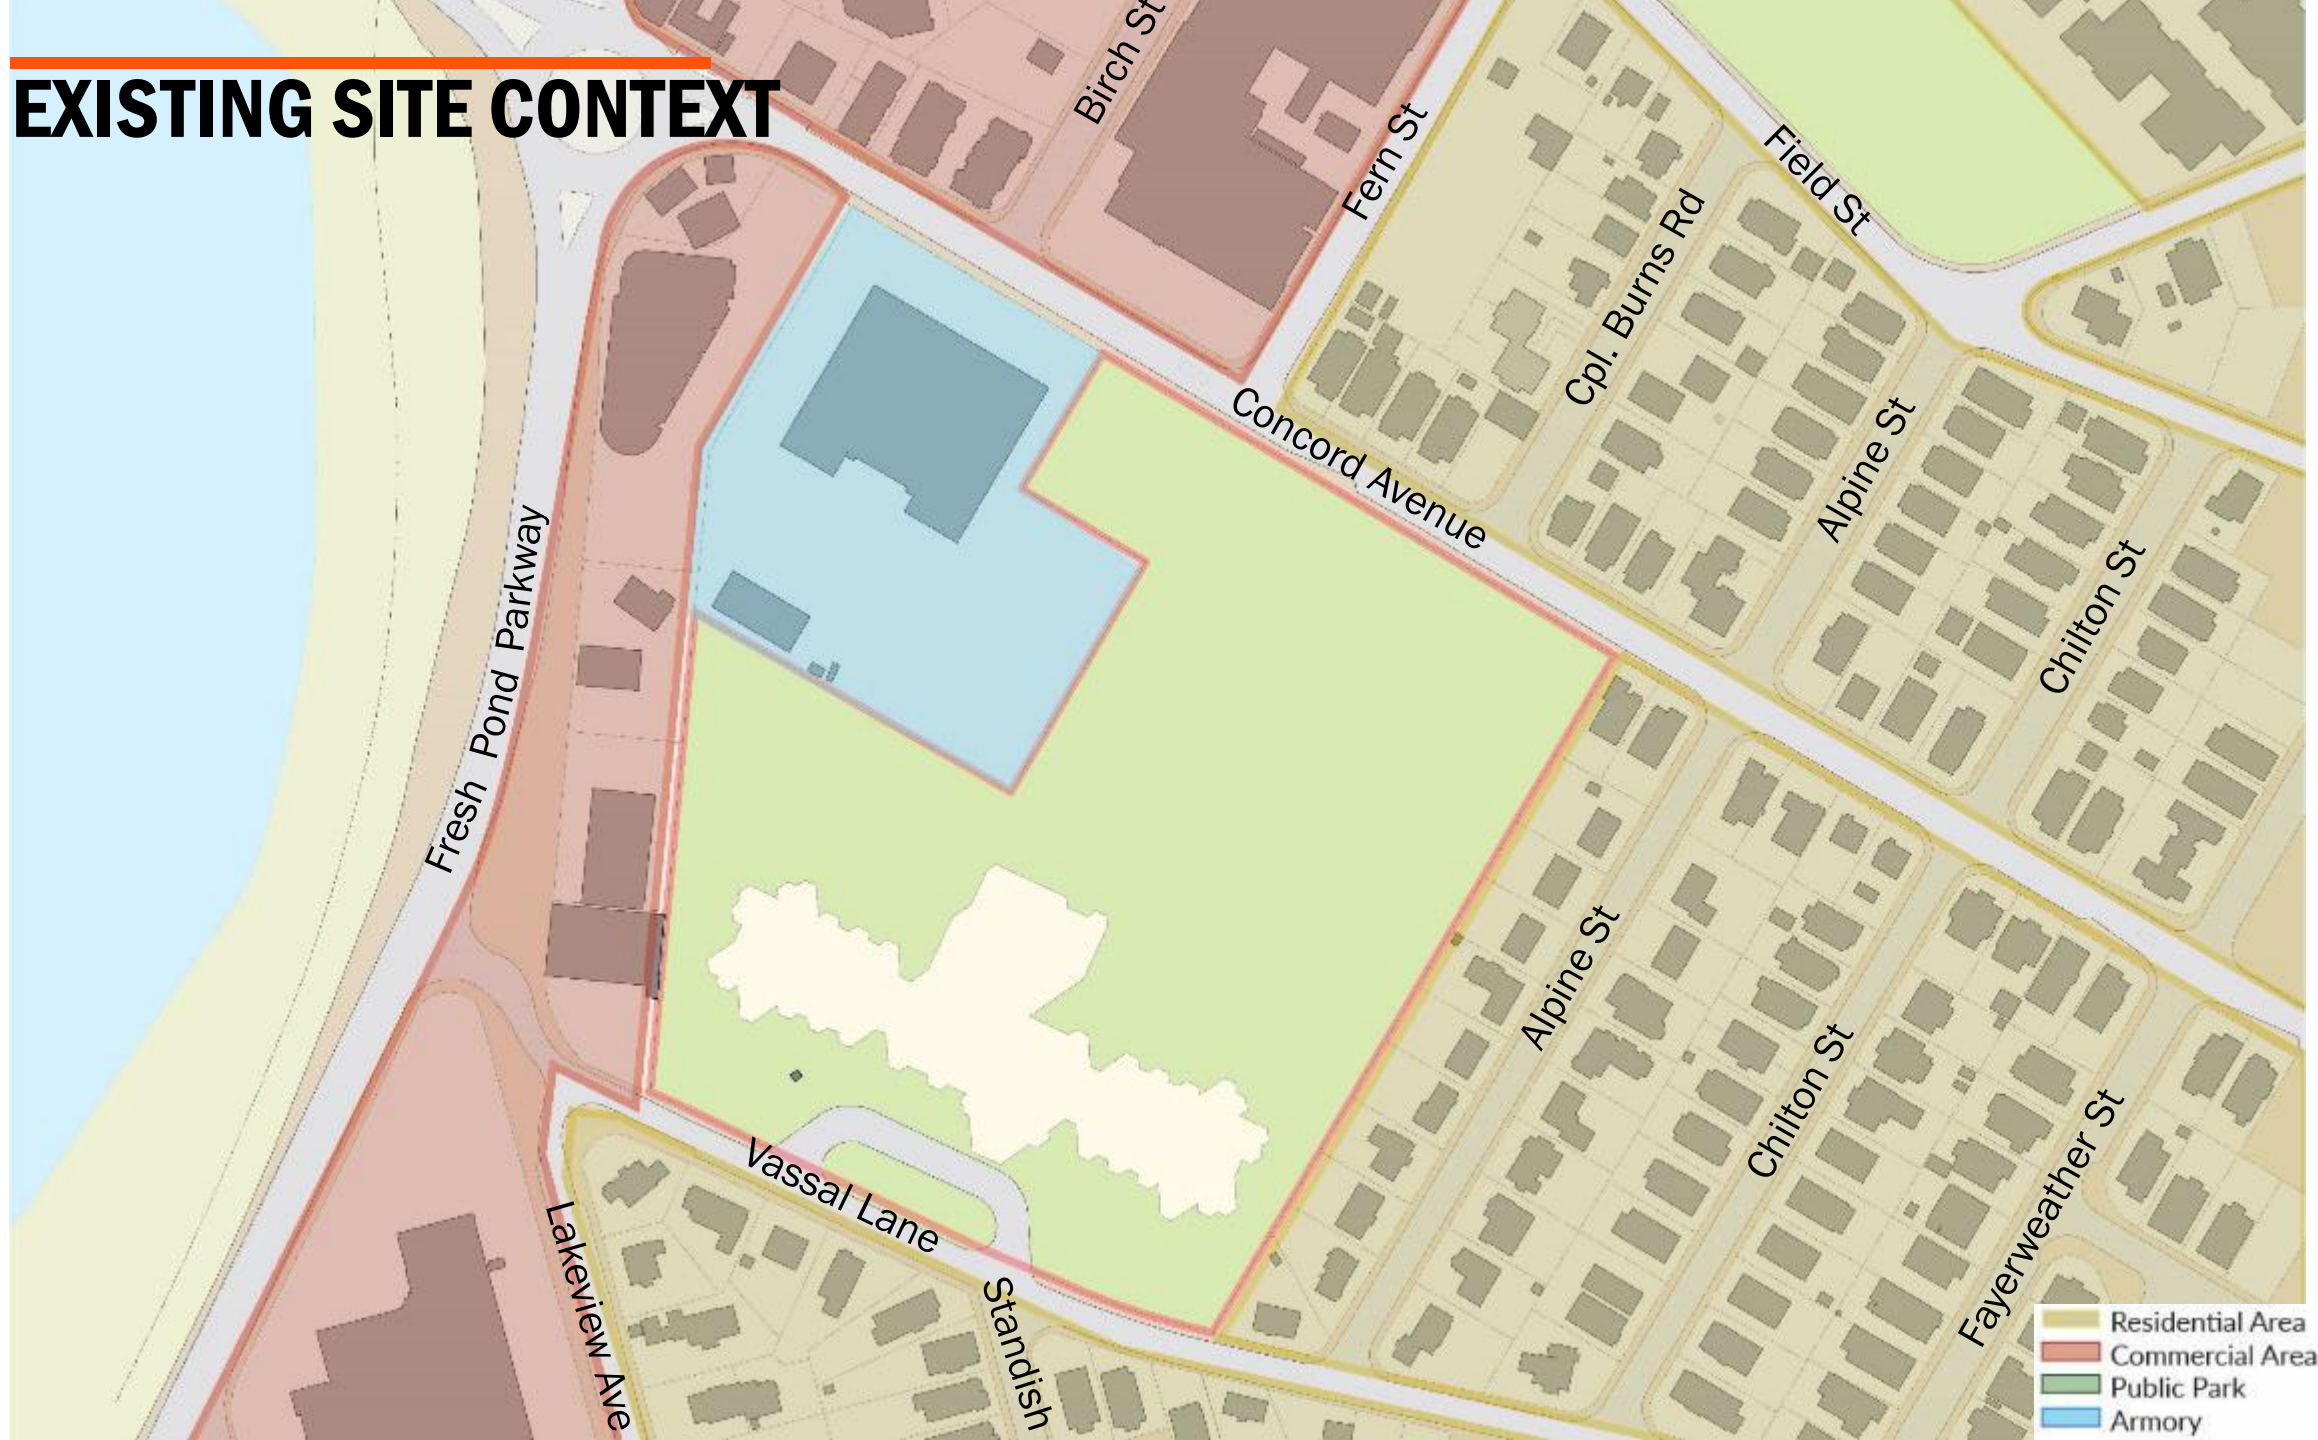 EXISTING SITE CONTEXT
Birch St
Fern St
Field St
Cpl. Burns Rd
Concord Avenue
Alpine St
Chilton St
Fresh Pond Parkway
Alpine St
Chilton St
Fayerweather St
Vassal Lane
Lakeview Ave
Standish
Residential Area
Commercial Area
Public Park
Armory